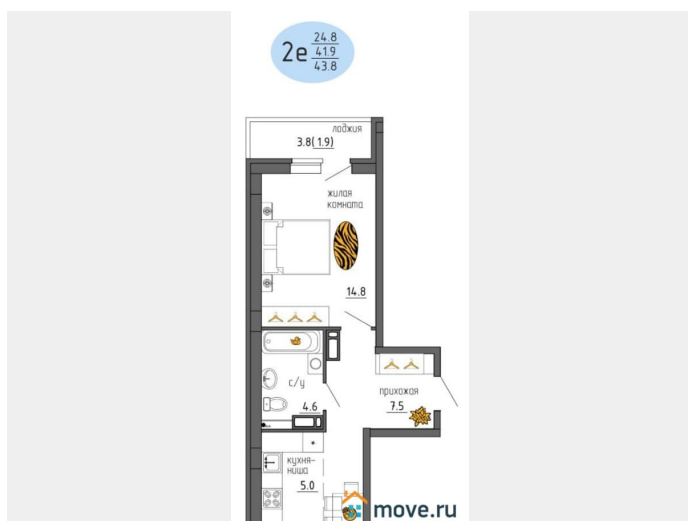 2е
24.8
41.9
43.8
лоджия
3.8(1.9)
жилая
комната
14.8
с/у
4.6
прихожая
7.5
кухня-
ниша
5.0
move.ru